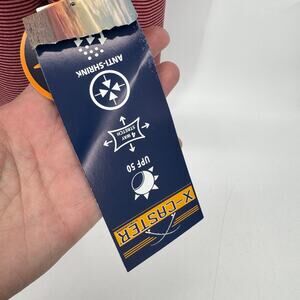 X-CASTER
UPF 50
4 WAY
STRETCH
ANTI-SHRINK